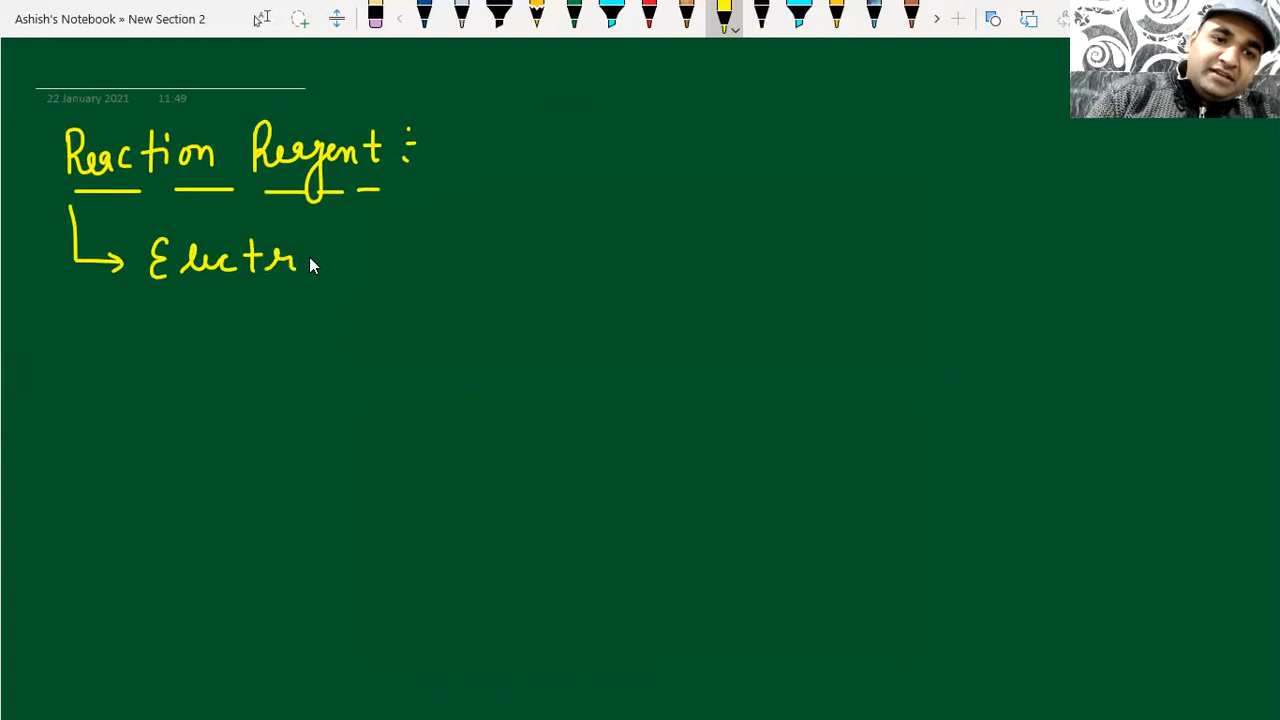 Ashish's Notebook » New Section 2
22 January 2021 11:49
Reaction Reagent :-
↳ Electr